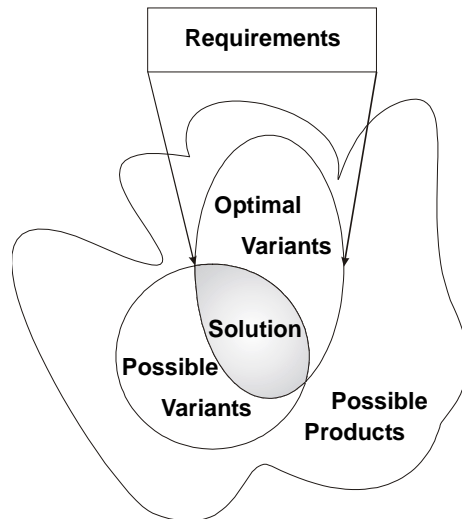 Requirements
Optimal
Variants
Solution
Possible
Variants
Possible
Products